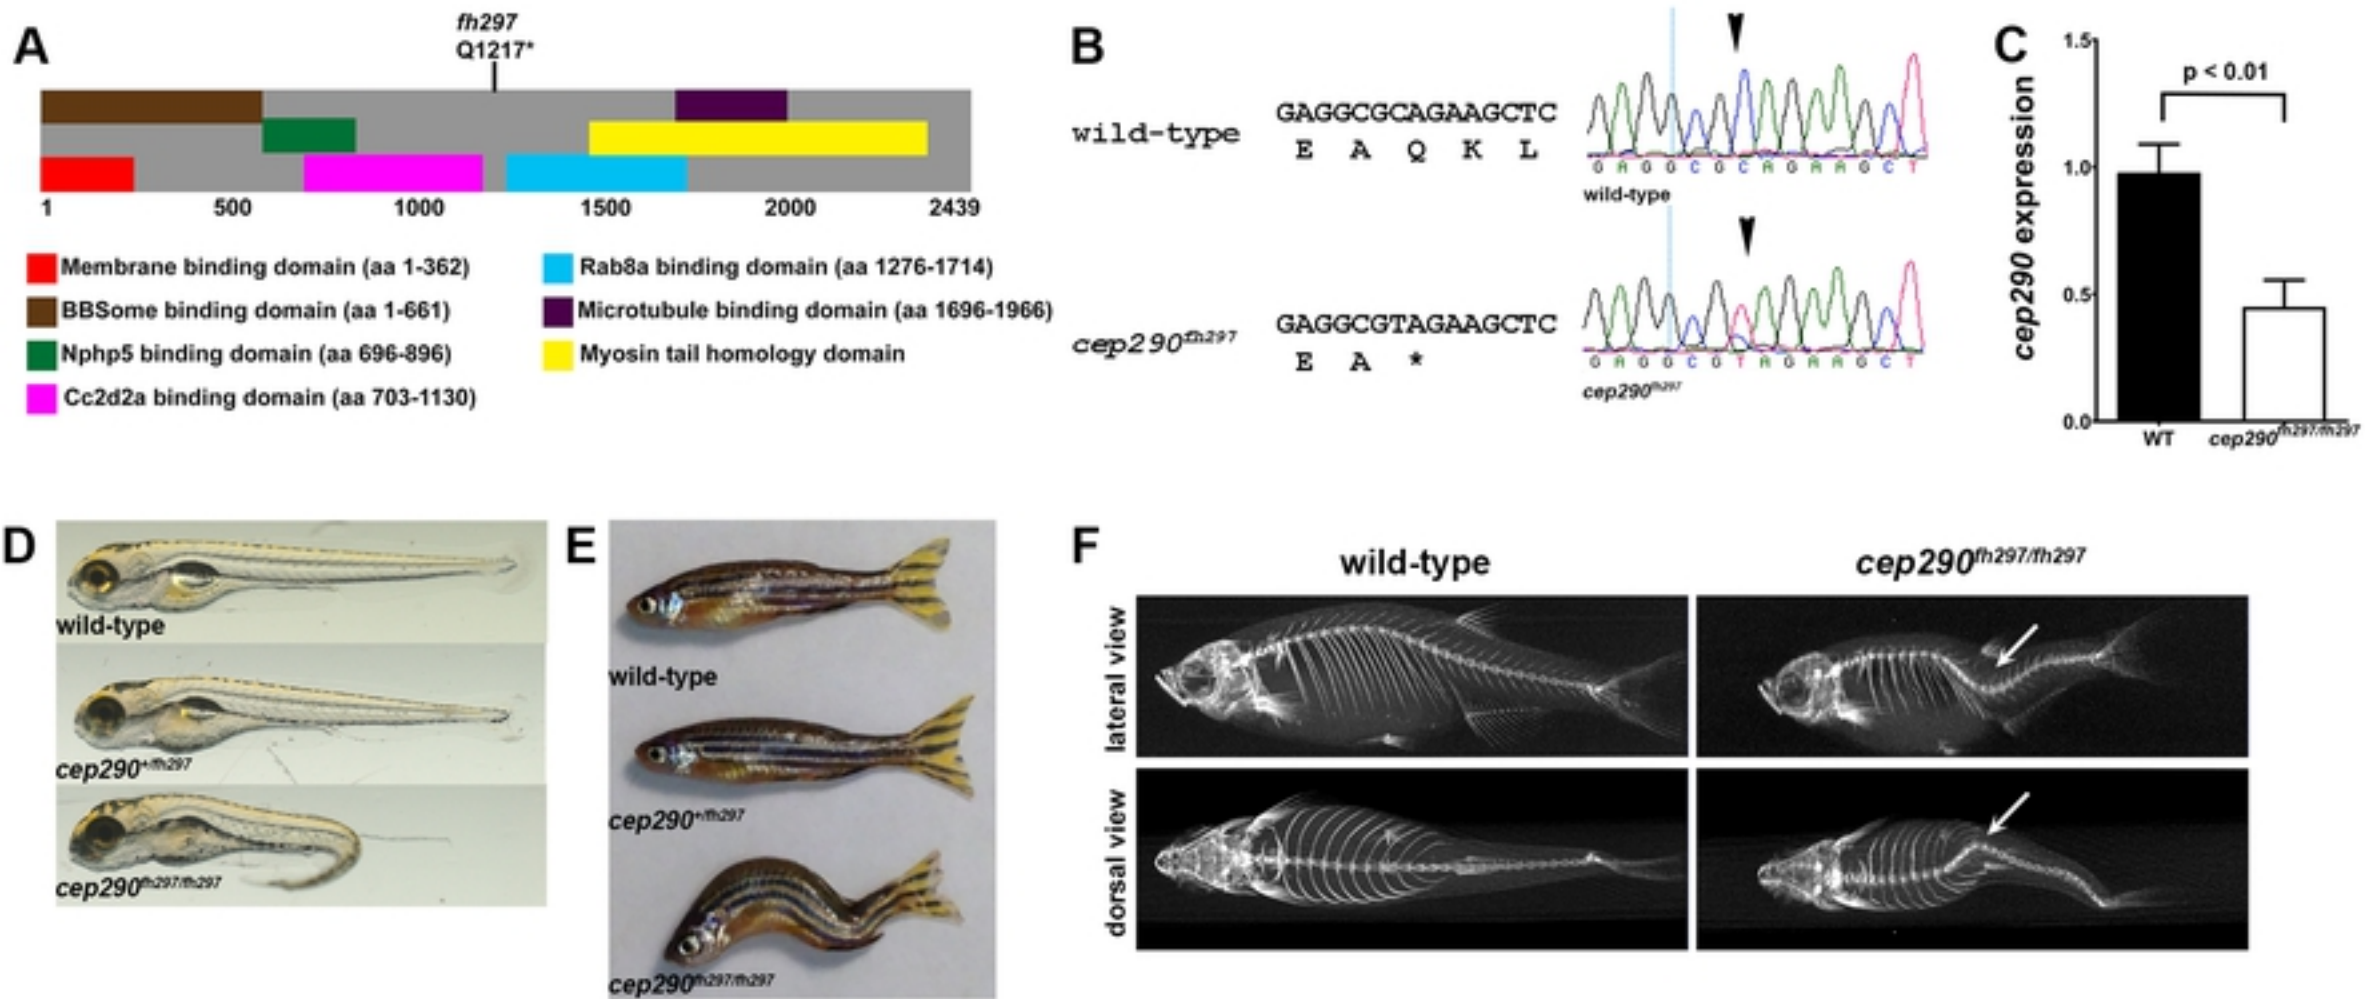 A
fh297
Q1217*
1 500 1000 1500 2000 2439
Membrane binding domain (aa 1-362)
BBSome binding domain (aa 1-661)
Nphp5 binding domain (aa 696-896)
Cc2d2a binding domain (aa 703-1130)
Rab8a binding domain (aa 1276-1714)
Microtubule binding domain (aa 1696-1966)
Myosin tail homology domain
B
wild-type
GAGGCGCAGAAGCTC
E A Q K L
G A G G C G C A G A A G C T
wild-type
cep290fh297
GAGGCGTAGAAGCTC
E A *
G A G G C G T A G A A G C T
cep290fh297
C
cep290 expression
1.5
1.0
0.5
0.0
p < 0.01
WT cep290fh297/fh297
D
wild-type
cep290+/fh297
cep290fh297/fh297
E
wild-type
cep290+/fh297
cep290fh297/fh297
F
wild-type cep290fh297/fh297
lateral view
dorsal view